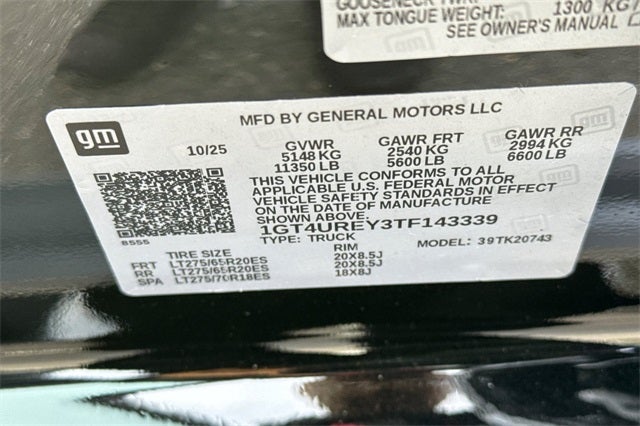 GOOSENECK TWR:
MAX TONGUE WEIGHT: 1300 KG
SEE OWNER'S MANUAL
gm
MFD BY GENERAL MOTORS LLC
10/25 GVWR GAWR FRT GAWR RR
5148 KG 2540 KG 2994 KG
11350 LB 5600 LB 6600 LB
THIS VEHICLE CONFORMS TO ALL
APPLICABLE U.S. FEDERAL MOTOR
VEHICLE SAFETY STANDARDS IN EFFECT
ON THE DATE OF MANUFACTURE
SHOWN ABOVE.
1GT4UREY3TF143339
8555 TYPE: TRUCK MODEL: 39TK20743
TIRE SIZE RIM
FRT LT275/65R20ES 20X8.5J
RR LT275/65R20ES 20X8.5J
SPA LT275/70R18ES 18X8J